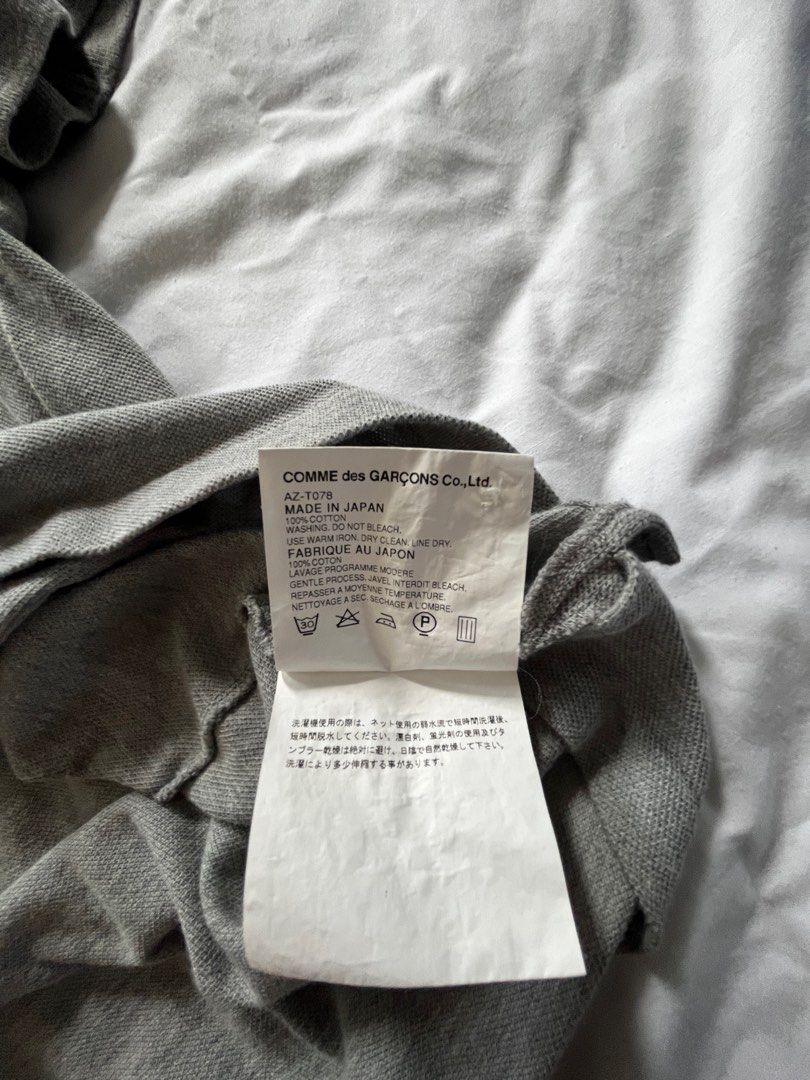 COMME des GARÇONS Co.,Ltd.
AZ-T078
MADE IN JAPAN
100% COTTON
WASHING. DO NOT BLEACH.
USE WARM IRON. DRY CLEAN. LINE DRY.
FABRIQUE AU JAPON
100% COTON
LAVAGE PROGRAMME MODERE
GENTLE PROCESS. JAVEL INTERDIT BLEACH.
REPASSER A MOYENNE TEMPERATURE.
NETTOYAGE A SEC. SECHAGE A L'OMBRE.
30 P
洗濯機使用の際は、ネット使用の弱水流で短時間洗濯後、
短時間脱水してください。漂白剤、蛍光剤の使用及びタ
ンブラー乾燥は絶対に避け、日陰で自然乾燥して下さい。
洗濯により多少伸縮する事があります。